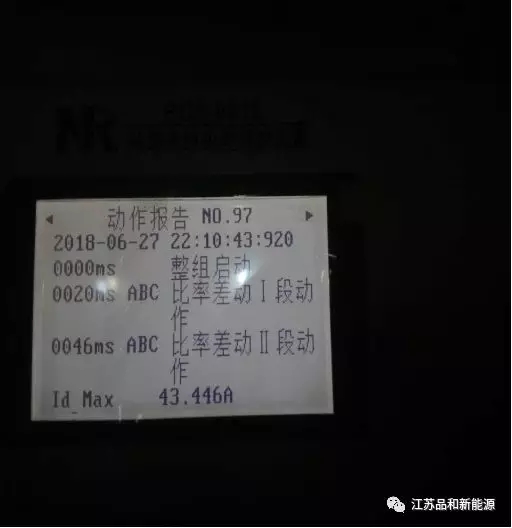 NR
◀ 动作报告 NO.97 ▶
2018-06-27 22:10:43:920
0000ms 整组启动
0020ms ABC 比率差动Ⅰ段动
作
0046ms ABC 比率差动Ⅱ段动
作
Id_Max 43.446A
江苏品和新能源